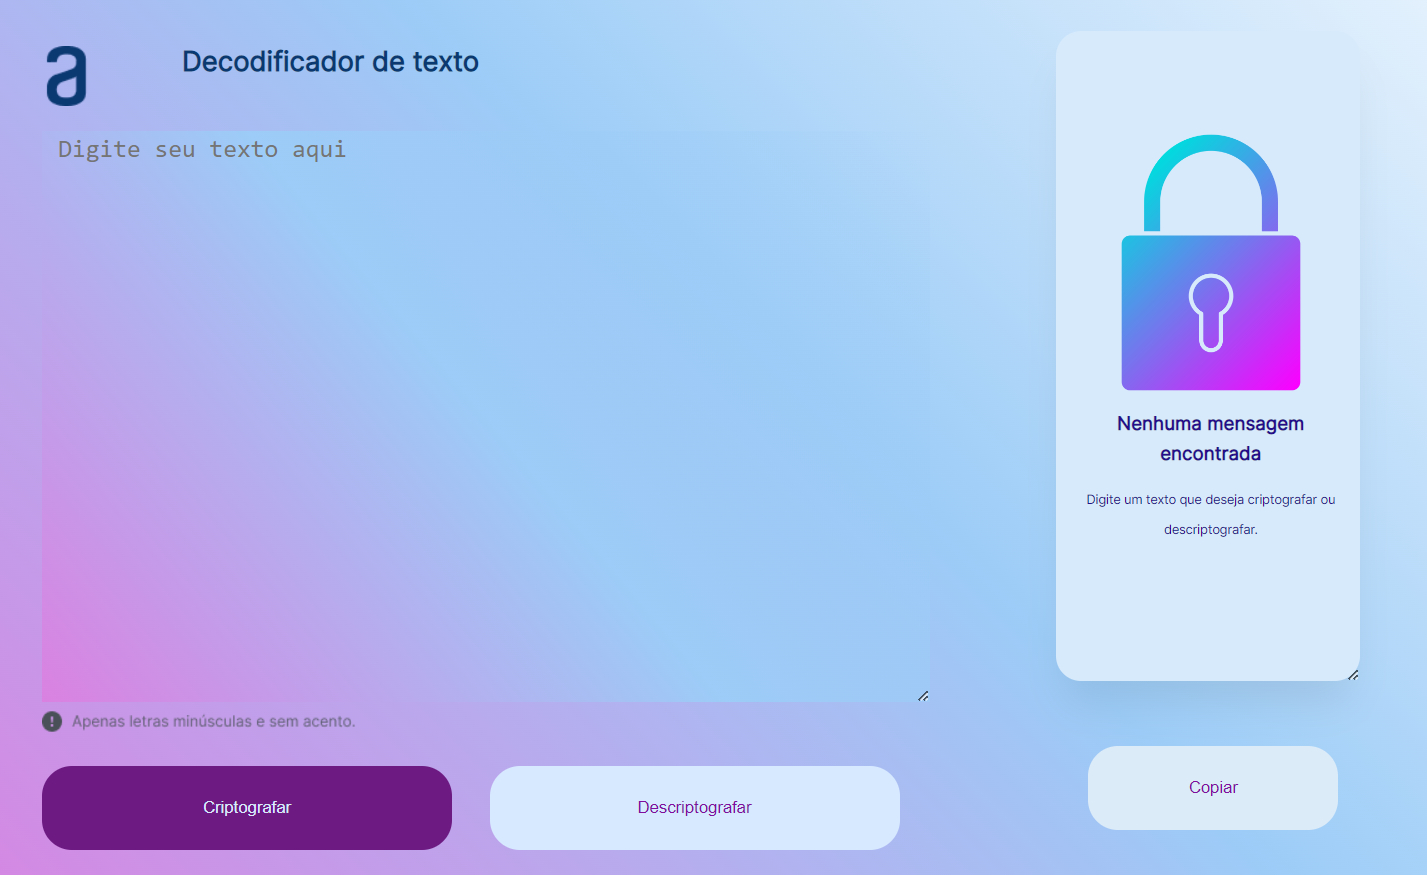 a
Decodificador de texto
Digite seu texto aqui
Apenas letras minúsculas e sem acento.
Criptografar
Descriptografar
Nenhuma mensagem
encontrada
Digite um texto que deseja criptografar ou
descriptografar.
Copiar